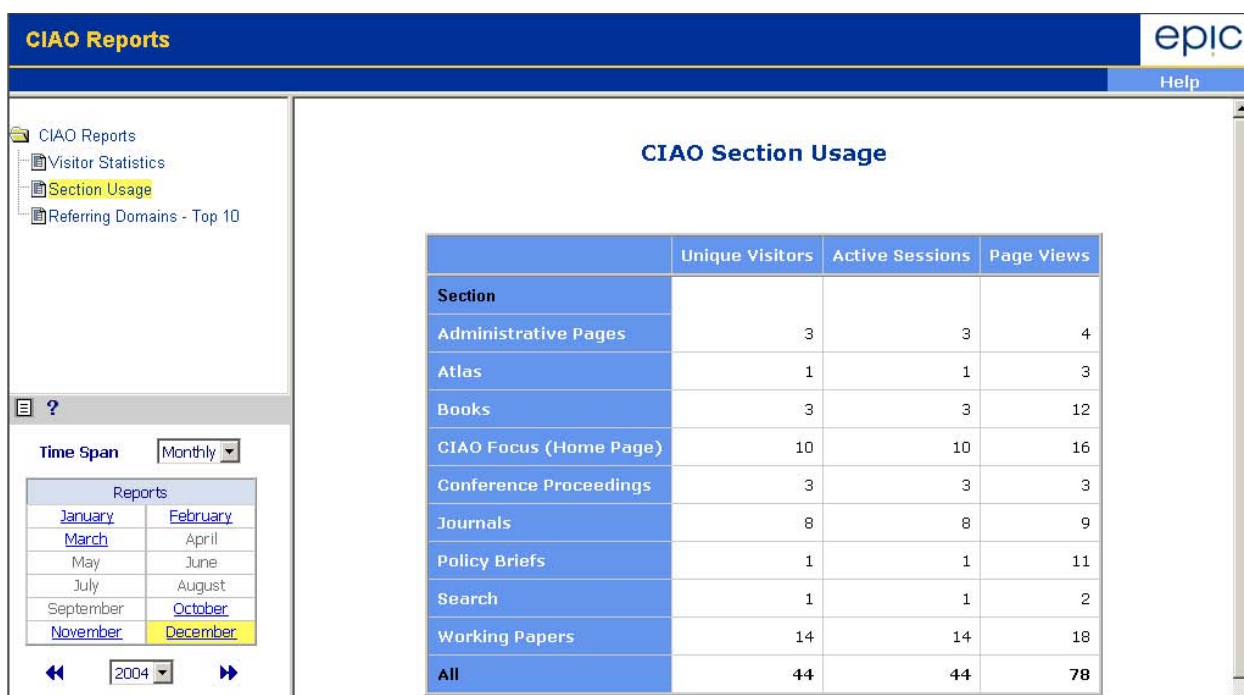 CIAO Reports
epic
Help
CIAO Reports
Visitor Statistics
Section Usage
Referring Domains - Top 10
?
Time Span Monthly
Reports
January February
March April
May June
July August
September October
November December
2004
CIAO Section Usage
Unique Visitors Active Sessions Page Views
Section
Administrative Pages 3 3 4
Atlas 1 1 3
Books 3 3 12
CIAO Focus (Home Page) 10 10 16
Conference Proceedings 3 3 3
Journals 8 8 9
Policy Briefs 1 1 11
Search 1 1 2
Working Papers 14 14 18
All 44 44 78